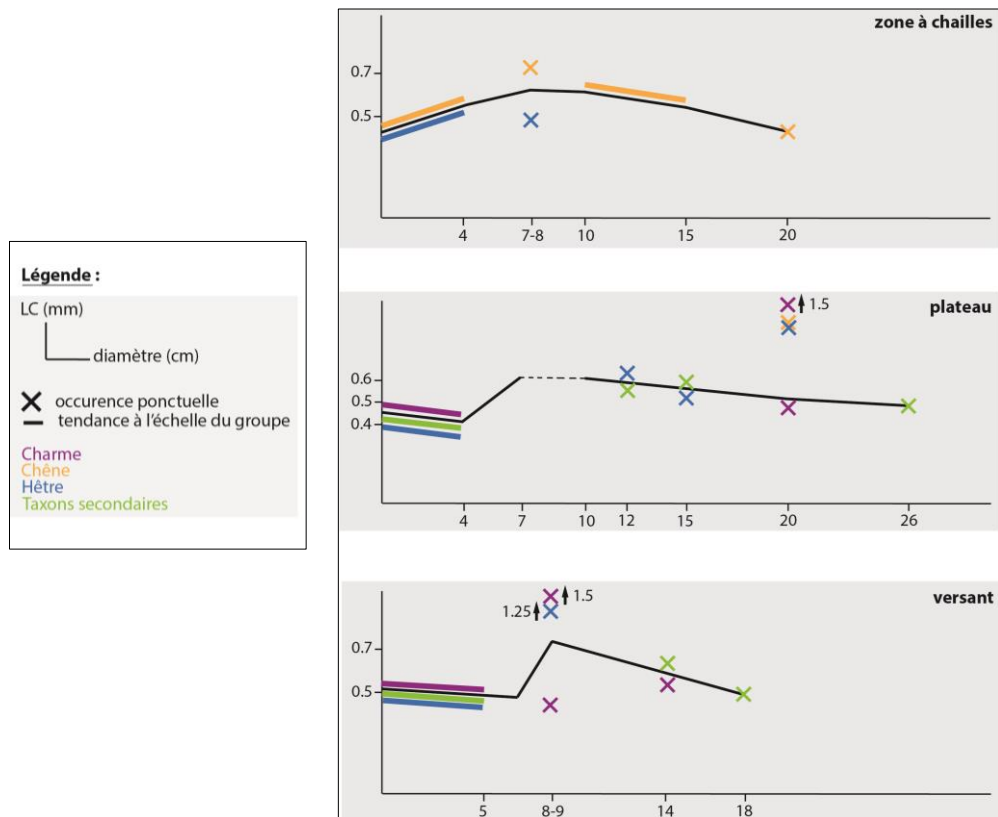 Légende :
LC (mm)
diamètre (cm)
occurence ponctuelle
tendance à l'échelle du groupe
Charme
Chêne
Hêtre
Taxons secondaires
zone à chailles
0.7
0.5
4 7-8 10 15 20
plateau
1.5
0.6
0.5
0.4
4 7 10 12 15 20 26
versant
1.5
1.25
0.7
0.5
5 8-9 14 18